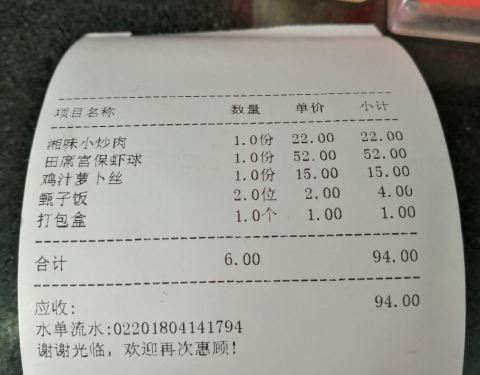 项目名称 数量 单价 小计
湘味小炒肉 1.0份 22.00 22.00
田席宫保虾球 1.0份 52.00 52.00
鸡汁萝卜丝 1.0份 15.00 15.00
甑子饭 2.0位 2.00 4.00
打包盒 1.0个 1.00 1.00
合计 6.00 94.00
应收: 94.00
水单流水:02201804141794
谢谢光临，欢迎再次惠顾!